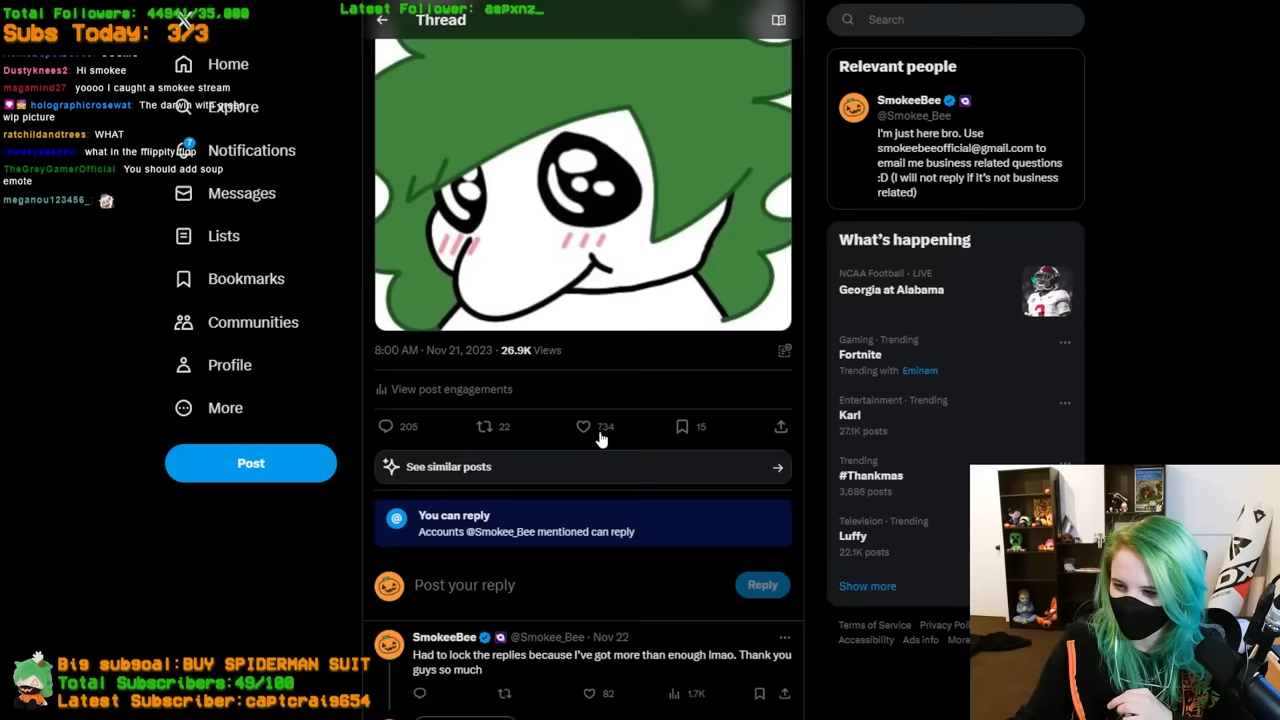 Total Followers: 44941/35,000
Latest Follower: aepxnz_
Subs Today: 3/3
Dustyknees2: Hi smokee
magamind27: yoooo I caught a smokee stream
holographicrosewat: The darwin with green
wip picture
ratchildandtrees: WHAT
what in the fflippity flop
TheGreyGamerOfficial: You should add soup
emote
meganou123456_:
Home
Explore
7
Notifications
Messages
Lists
Bookmarks
Communities
Profile
More
Post
Thread
8:00 AM · Nov 21, 2023 · 26.9K Views
View post engagements
205 22 734 15
See similar posts
You can reply
Accounts @Smokee_Bee mentioned can reply
Post your reply
Reply
SmokeeBee @Smokee_Bee · Nov 22
Had to lock the replies because I've got more than enough lmao. Thank you
guys so much
82 1.7K
Search
Relevant people
SmokeeBee
@Smokee_Bee
I'm just here bro. Use
smokeebeeofficial@gmail.com to
email me business related questions
:D (I will not reply if it's not business
related)
What's happening
NCAA Football · LIVE
Georgia at Alabama
Gaming · Trending
Fortnite
Trending with Eminem
Entertainment · Trending
Karl
27.1K posts
Trending
#Thankmas
3,686 posts
Television · Trending
Luffy
22.1K posts
Show more
Terms of Service Privacy Poli
Accessibility Ads info More
Big subgoal:BUY SPIDERMAN SUIT
Total Subscribers:49/100
Latest Subscriber:captcraig654